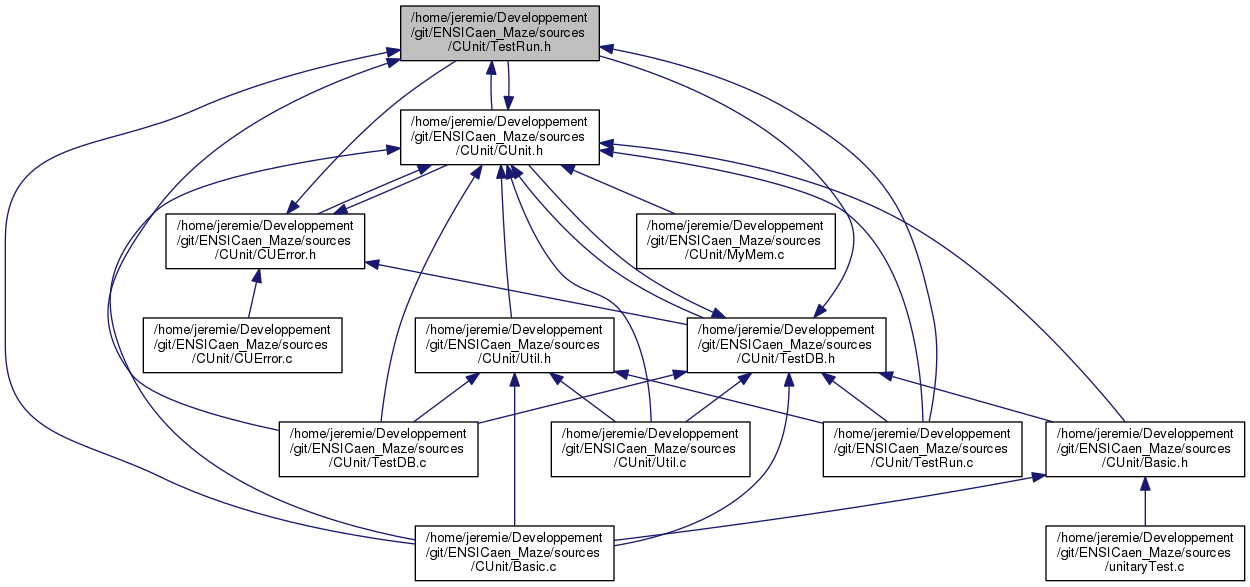 /home/jeremie/Developpement
/git/ENSICaen_Maze/sources
/CUnit/TestRun.h
/home/jeremie/Developpement
/git/ENSICaen_Maze/sources
/CUnit/CUnit.h
/home/jeremie/Developpement
/git/ENSICaen_Maze/sources
/CUnit/CUError.h
/home/jeremie/Developpement
/git/ENSICaen_Maze/sources
/CUnit/MyMem.c
/home/jeremie/Developpement
/git/ENSICaen_Maze/sources
/CUnit/CUError.c
/home/jeremie/Developpement
/git/ENSICaen_Maze/sources
/CUnit/Util.h
/home/jeremie/Developpement
/git/ENSICaen_Maze/sources
/CUnit/TestDB.h
/home/jeremie/Developpement
/git/ENSICaen_Maze/sources
/CUnit/TestDB.c
/home/jeremie/Developpement
/git/ENSICaen_Maze/sources
/CUnit/Util.c
/home/jeremie/Developpement
/git/ENSICaen_Maze/sources
/CUnit/TestRun.c
/home/jeremie/Developpement
/git/ENSICaen_Maze/sources
/CUnit/Basic.h
/home/jeremie/Developpement
/git/ENSICaen_Maze/sources
/CUnit/Basic.c
/home/jeremie/Developpement
/git/ENSICaen_Maze/sources
/unitaryTest.c